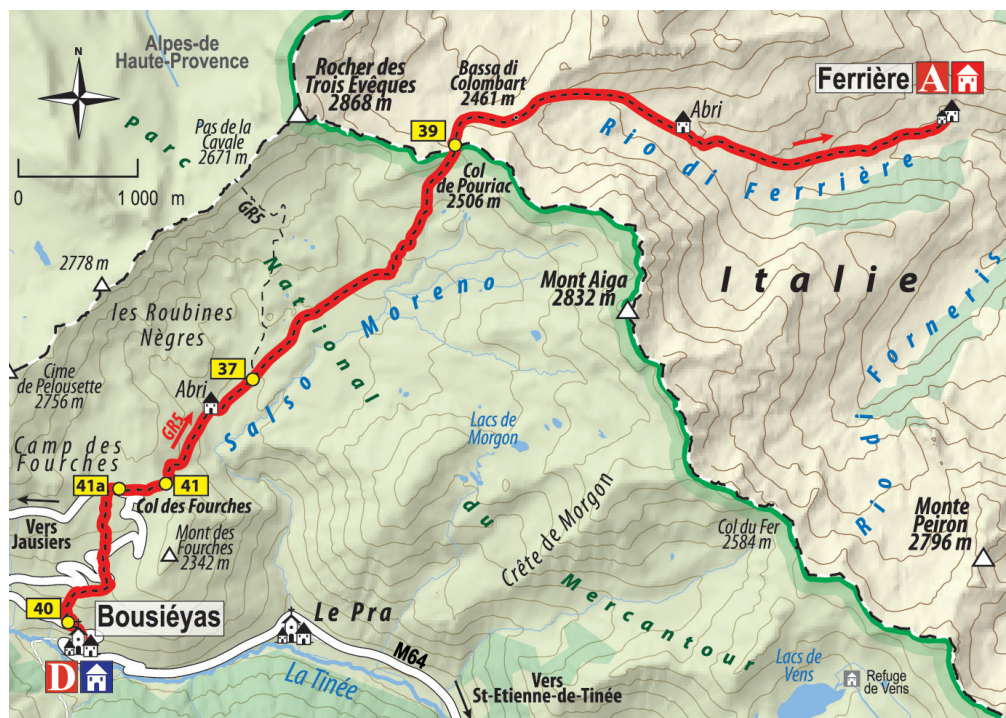 Alpes-de
Haute-Provence
N
Rocher des
Trois Évêques
2868 m
Bassa di
Colombart
2461 m
Ferrière
A
Abri
39
Parc
Pas de la
Cavale
2671 m
0 1 000 m
Col
de Pouriac
2506 m
Rio di Ferrière
GR5
National
2778 m
Mont Aiga
2832 m
Italie
les Roubines
Nègres
Salso Moreno
Rio di Forneris
37
Cime
de Pelousette
2756 m
Abri
GR5
Lacs de
Morgon
Camp des
Fourches
41a
41
Col des Fourches
du
Crête de Morgon
Vers
Jausiers
Mont des
Fourches
2342 m
Col du Fer
2584 m
Monte
Peiron
2796 m
Mercantour
40
Bousiéyas
Le Pra
M64
D
La Tinée
Vers
St-Etienne-de-Tinée
Lacs de
Vens
Refuge
de Vens